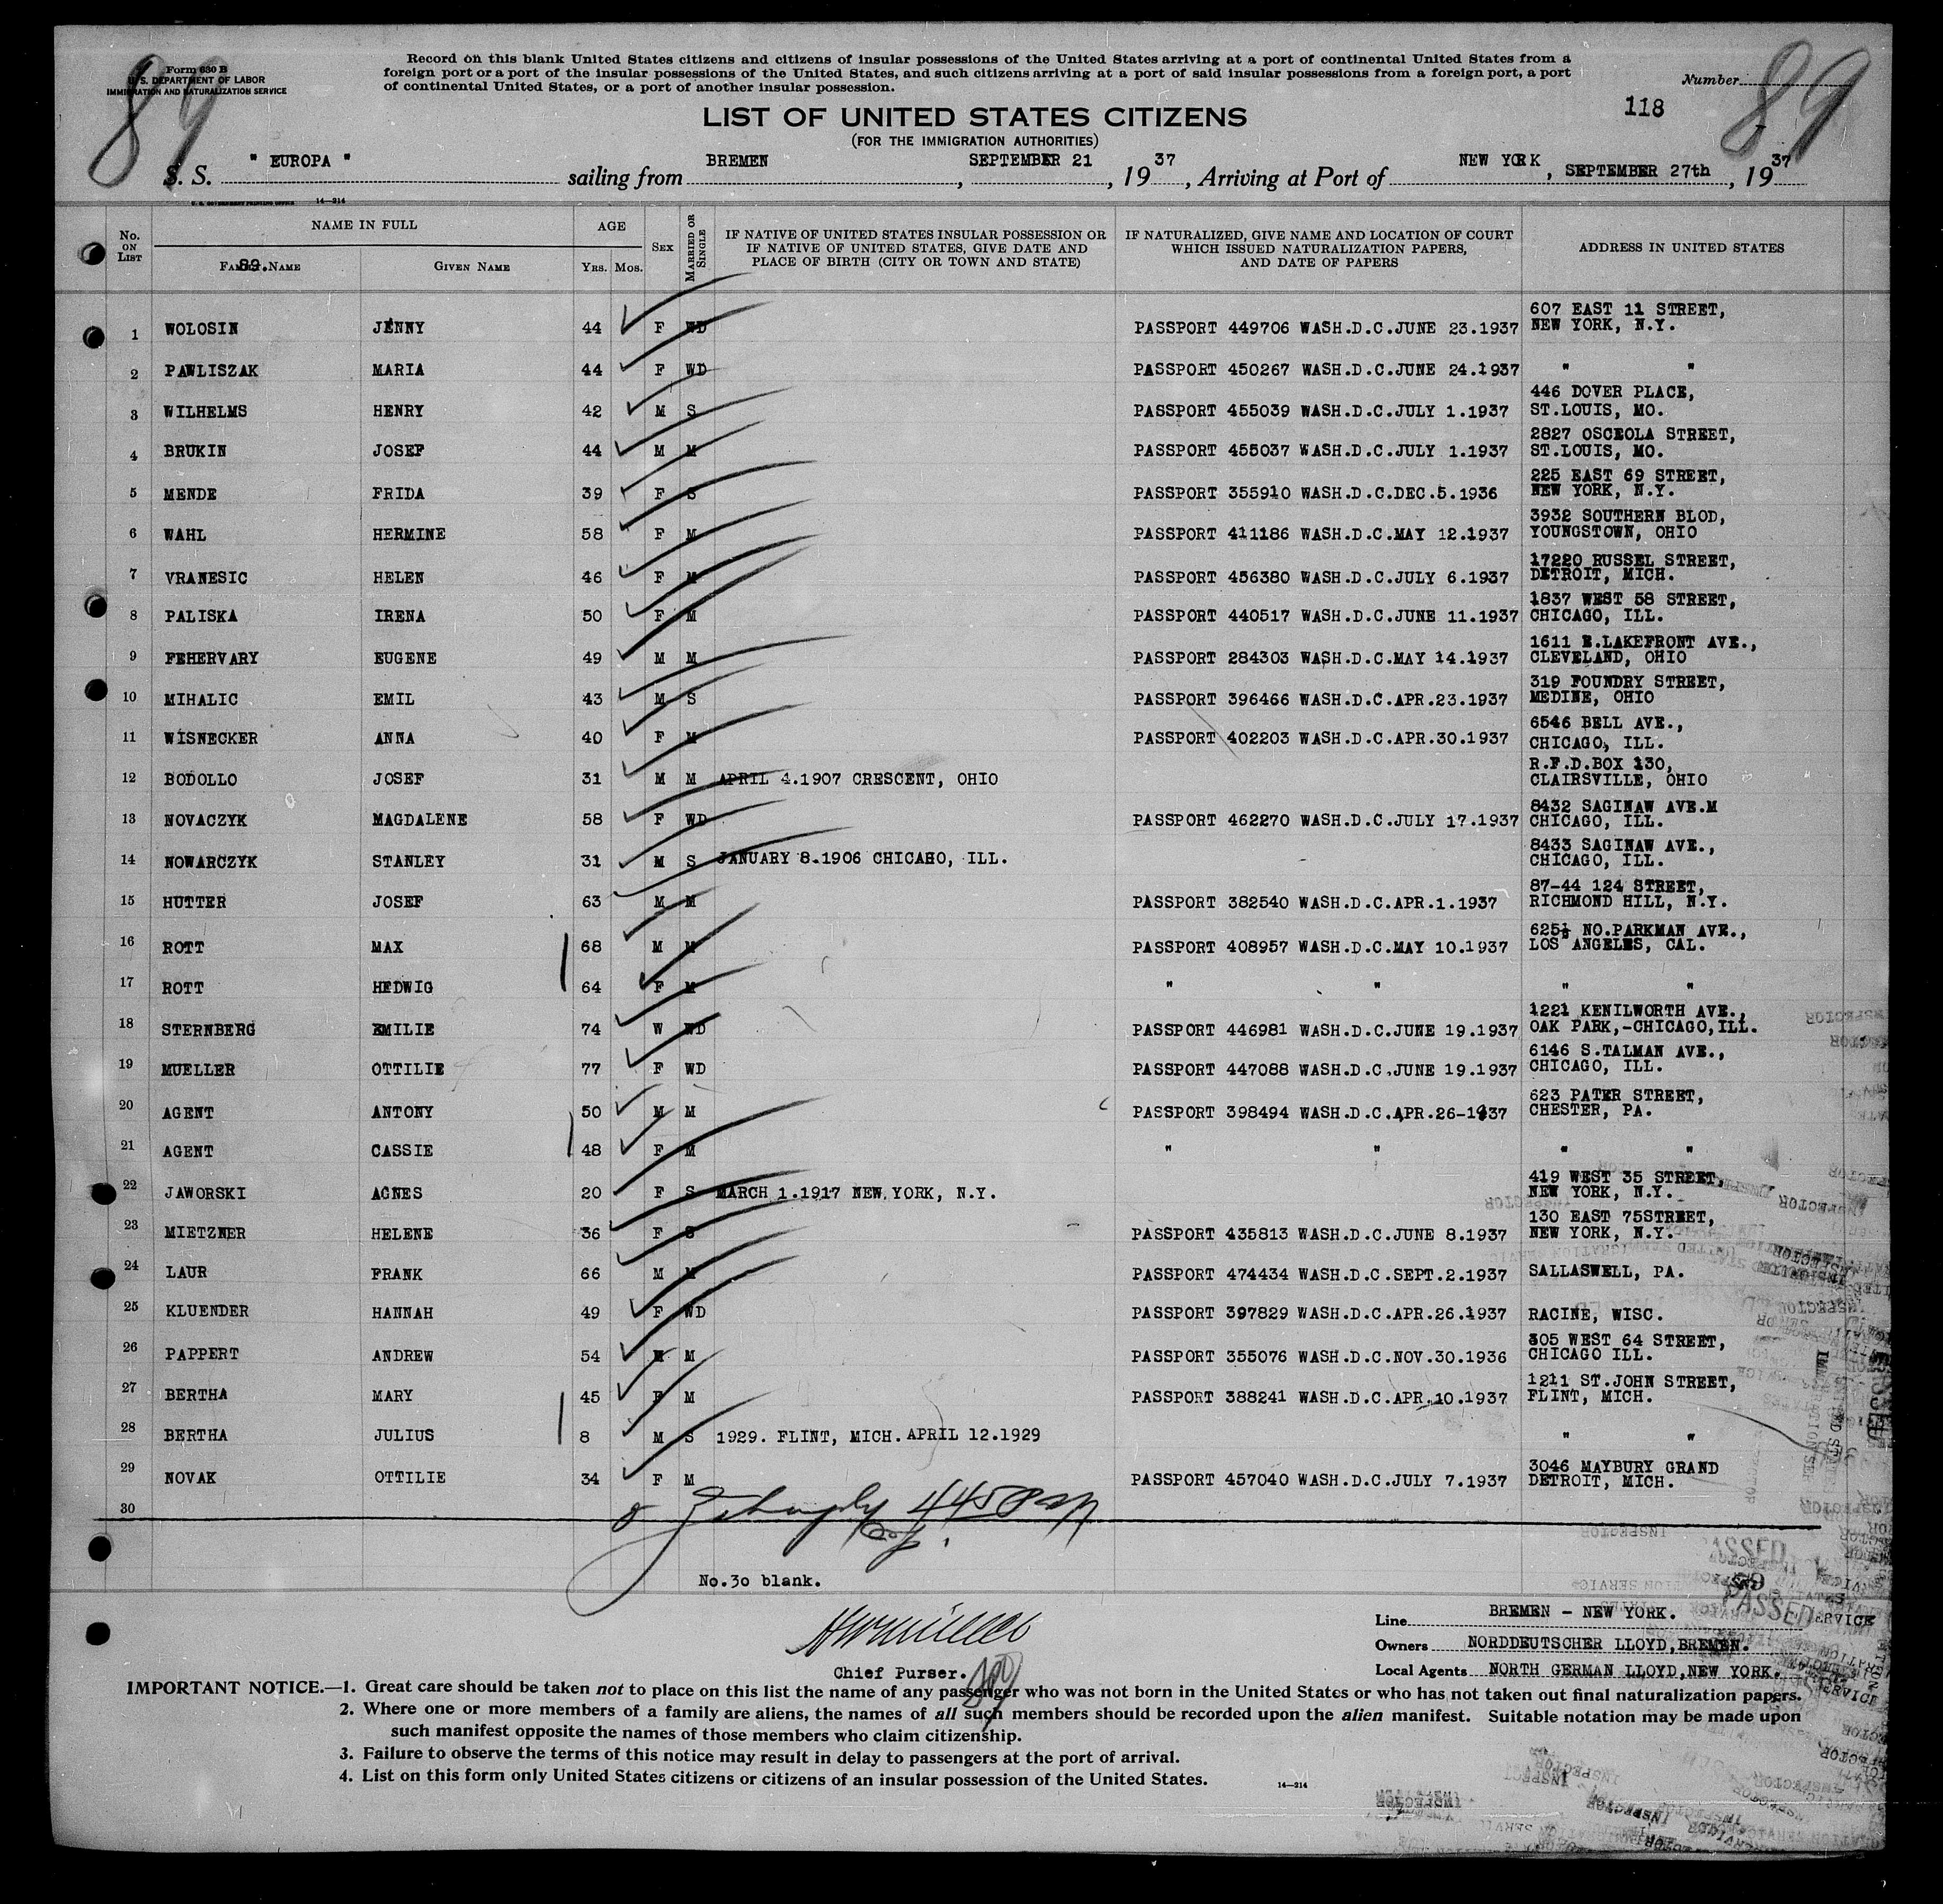 89
Form 630 B
U. S. DEPARTMENT OF LABOR
IMMIGRATION AND NATURALIZATION SERVICE
Record on this blank United States citizens and citizens of insular possessions of the United States arriving at a port of continental United States from a
foreign port or a port of the insular possessions of the United States, and such citizens arriving at a port of said insular possessions from a foreign port, a port
of continental United States, or a port of another insular possession.
Number
118
89
LIST OF UNITED STATES CITIZENS
(FOR THE IMMIGRATION AUTHORITIES)
S. S. " EUROPA " sailing from BREMEN, SEPTEMBER 21, 1937, Arriving at Port of NEW YORK, SEPTEMBER 27th, 1937
U. S. GOVERNMENT PRINTING OFFICE 14—214
No. ON LIST NAME IN FULL AGE SEX MARRIED OR SINGLE IF NATIVE OF UNITED STATES INSULAR POSSESSION OR IF NATIVE OF UNITED STATES, GIVE DATE AND PLACE OF BIRTH (CITY OR TOWN AND STATE) IF NATURALIZED, GIVE NAME AND LOCATION OF COURT WHICH ISSUED NATURALIZATION PAPERS, AND DATE OF PAPERS ADDRESS IN UNITED STATES
89.
FAMILY NAME GIVEN NAME YRS. MOS.
1 WOLOSIN JENNY 44 F WD PASSPORT 449706 WASH.D.C.JUNE 23.1937 607 EAST 11 STREET, NEW YORK, N.Y.
2 PAWLISZAK MARIA 44 F WD PASSPORT 450267 WASH.D.C.JUNE 24.1937 " "
3 WILHELMS HENRY 42 M S PASSPORT 455039 WASH.D.C.JULY 1.1937 446 DOVER PLACE, ST.LOUIS, MO.
4 BRUKIN JOSEF 44 M M PASSPORT 455037 WASH.D.C.JULY 1.1937 2827 OSCEOLA STREET, ST.LOUIS, MO.
5 MENDE FRIDA 39 F S PASSPORT 355910 WASH.D.C.DEC.5.1936 225 EAST 69 STREET, NEW YORK, N.Y.
6 WAHL HERMINE 58 F M PASSPORT 411186 WASH.D.C.MAY 12.1937 3932 SOUTHERN BLOD, YOUNGSTOWN, OHIO
7 VRANESIC HELEN 46 F M PASSPORT 456380 WASH.D.C.JULY 6.1937 17220 RUSSEL STREET, DETROIT, MICH.
8 PALISKA IRENA 50 F M PASSPORT 440517 WASH.D.C.JUNE 11.1937 1837 WEST 58 STREET, CHICAGO, ILL.
9 FEHERVARY EUGENE 49 M M PASSPORT 284303 WASH.D.C.MAY 14.1937 1611 E.LAKEFRONT AVE., CLEVELAND, OHIO
10 MIHALIC EMIL 43 M S PASSPORT 396466 WASH.D.C.APR.23.1937 319 FOUNDRY STREET, MEDINE, OHIO
11 WISNECKER ANNA 40 F M PASSPORT 402203 WASH.D.C.APR.30.1937 6546 BELL AVE., CHICAGO, ILL.
12 BODOLLO JOSEF 31 M M APRIL 4.1907 CRESCENT, OHIO R.F.D.BOX 130, CLAIRSVILLE, OHIO
13 NOVACZYK MAGDALENE 58 F WD PASSPORT 462270 WASH.D.C.JULY 17.1937 8432 SAGINAW AVE.M CHICAGO, ILL.
14 NOWARCZYK STANLEY 31 M S JANUARY 8.1906 CHICAHO, ILL. 8433 SAGINAW AVE., CHICAGO, ILL.
15 HUTTER JOSEF 63 M M PASSPORT 382540 WASH.D.C.APR.1.1937 87-44 124 STREET, RICHMOND HILL, N.Y.
16 ROTT MAX 68 M M PASSPORT 408957 WASH.D.C.MAY 10.1937 625½ NO.PARKMAN AVE., LOS ANGELES, CAL.
17 ROTT HEDWIG 64 F M " " " "
18 STERNBERG EMILIE 74 W WD PASSPORT 446981 WASH.D.C.JUNE 19.1937 1221 KENILWORTH AVE., OAK PARK,-CHICAGO,ILL.
19 MUELLER OTTILIE 77 F WD PASSPORT 447088 WASH.D.C.JUNE 19.1937 6146 S.TALMAN AVE., CHICAGO, ILL.
20 AGENT ANTONY 50 M M PASSPORT 398494 WASH.D.C.APR.26-1937 623 PATER STREET, CHESTER, PA.
21 AGENT CASSIE 48 F M " " " "
22 JAWORSKI AGNES 20 F S MARCH 1.1917 NEW YORK, N.Y. 419 WEST 35 STREET, NEW YORK, N.Y.
23 MIETZNER HELENE 36 F S PASSPORT 435813 WASH.D.C.JUNE 8.1937 130 EAST 75STREET, NEW YORK, N.Y.
24 LAUR FRANK 66 M M PASSPORT 474434 WASH.D.C.SEPT.2.1937 SALLASWELL, PA.
25 KLUENDER HANNAH 49 F WD PASSPORT 397829 WASH.D.C.APR.26.1937 RACINE, WISC.
26 PAPPERT ANDREW 54 M M PASSPORT 355076 WASH.D.C.NOV.30.1936 305 WEST 64 STREET, CHICAGO ILL.
27 BERTHA MARY 45 F M PASSPORT 388241 WASH.D.C.APR.10.1937 1211 ST.JOHN STREET, FLINT, MICH.
28 BERTHA JULIUS 8 M S 1929. FLINT, MICH. APRIL 12.1929 " "
29 NOVAK OTTILIE 34 F M PASSPORT 457040 WASH.D.C.JULY 7.1937 3046 MAYBURY GRAND DETROIT, MICH.
30
No.30 blank.
Chief Purser.
Line BREMEN - NEW YORK.
Owners NORDDEUTSCHER LLOYD,BREMEN.
Local Agents NORTH GERMAN LLOYD,NEW YORK.
PASSED
IMPORTANT NOTICE.—1. Great care should be taken not to place on this list the name of any passenger who was not born in the United States or who has not taken out final naturalization papers.
2. Where one or more members of a family are aliens, the names of all such members should be recorded upon the alien manifest. Suitable notation may be made upon
such manifest opposite the names of those members who claim citizenship.
3. Failure to observe the terms of this notice may result in delay to passengers at the port of arrival.
4. List on this form only United States citizens or citizens of an insular possession of the United States.
14—214